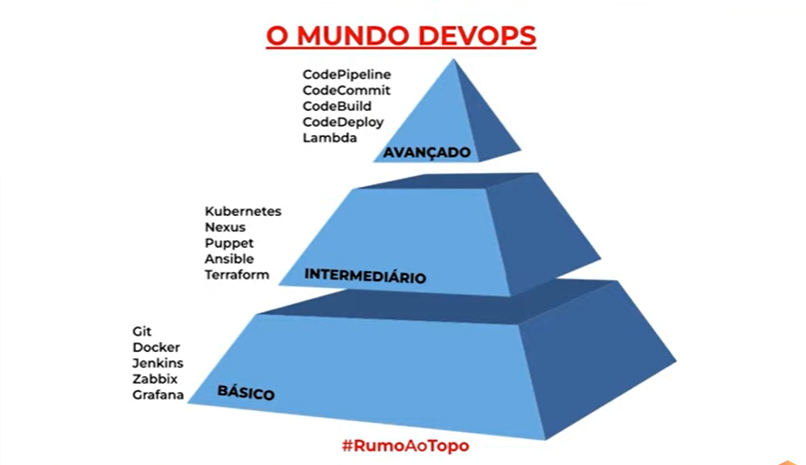 O MUNDO DEVOPS
CodePipeline
CodeCommit
CodeBuild
CodeDeploy
Lambda
AVANÇADO
Kubernetes
Nexus
Puppet
Ansible
Terraform
INTERMEDIÁRIO
Git
Docker
Jenkins
Zabbix
Grafana
BÁSICO
#RumoAoTopo